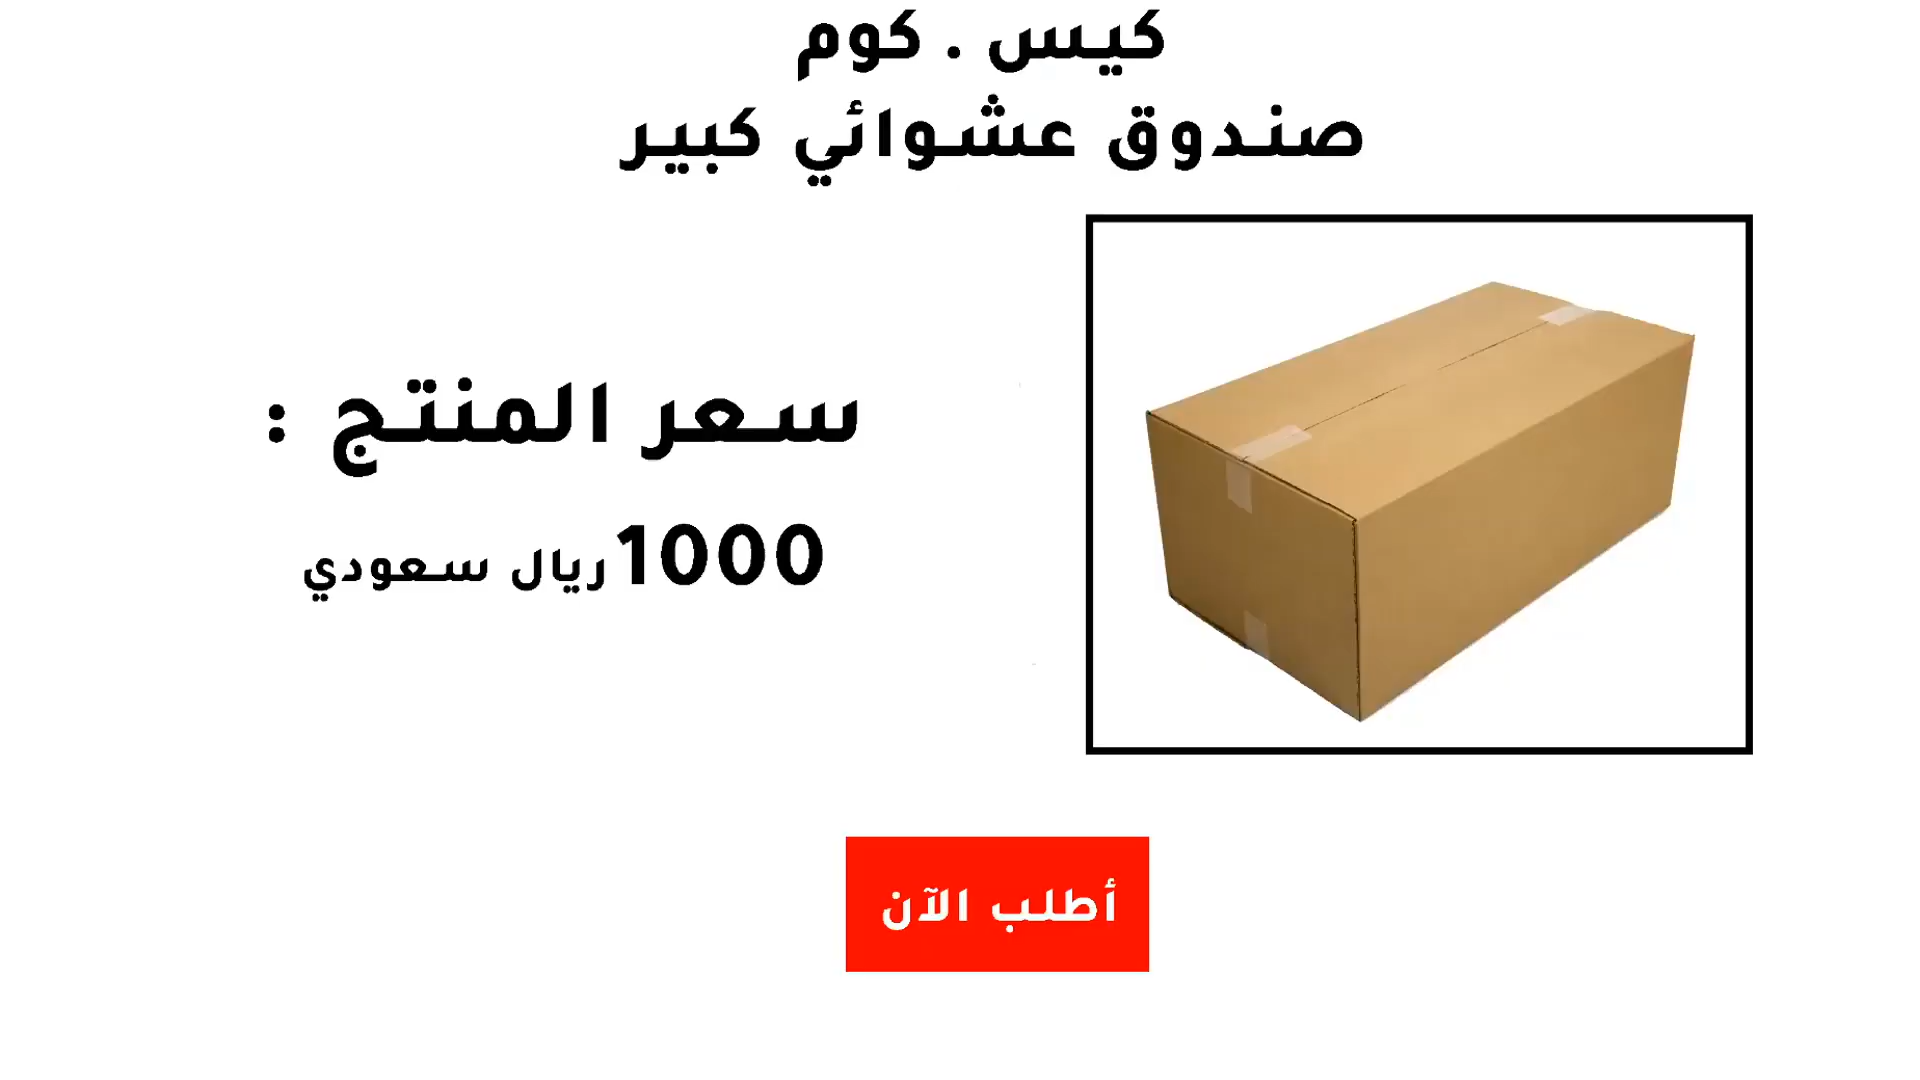 كيس . كوم
صندوق عشوائي كبير
سعر المنتج :
1000ريال سعودي
أطلب الآن